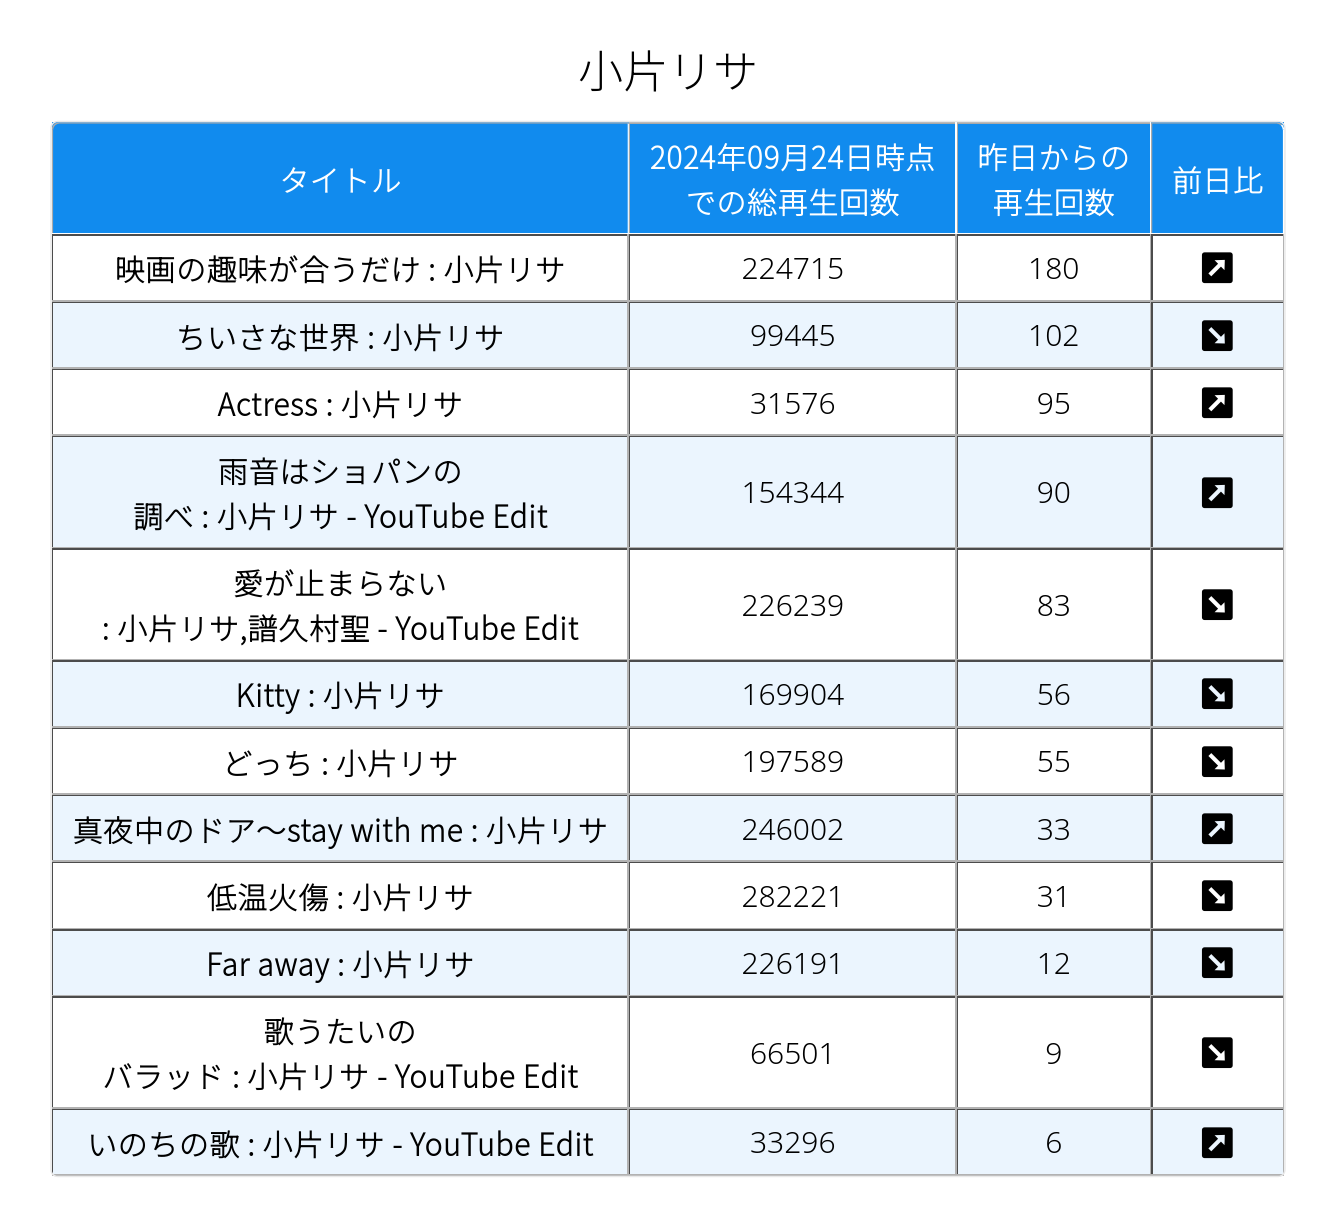 小片リサ
タイトル
2024年09月24日時点
での総再生回数
昨日からの
再生回数
前日比
映画の趣味が合うだけ : 小片リサ
224715
180
ちいさな世界 : 小片リサ
99445
102
Actress : 小片リサ
31576
95
雨音はショパンの
調べ : 小片リサ - YouTube Edit
154344
90
愛が止まらない
: 小片リサ,譜久村聖 - YouTube Edit
226239
83
Kitty : 小片リサ
169904
56
どっち : 小片リサ
197589
55
真夜中のドア〜stay with me : 小片リサ
246002
33
低温火傷 : 小片リサ
282221
31
Far away : 小片リサ
226191
12
歌うたいの
バラッド : 小片リサ - YouTube Edit
66501
9
いのちの歌 : 小片リサ - YouTube Edit
33296
6